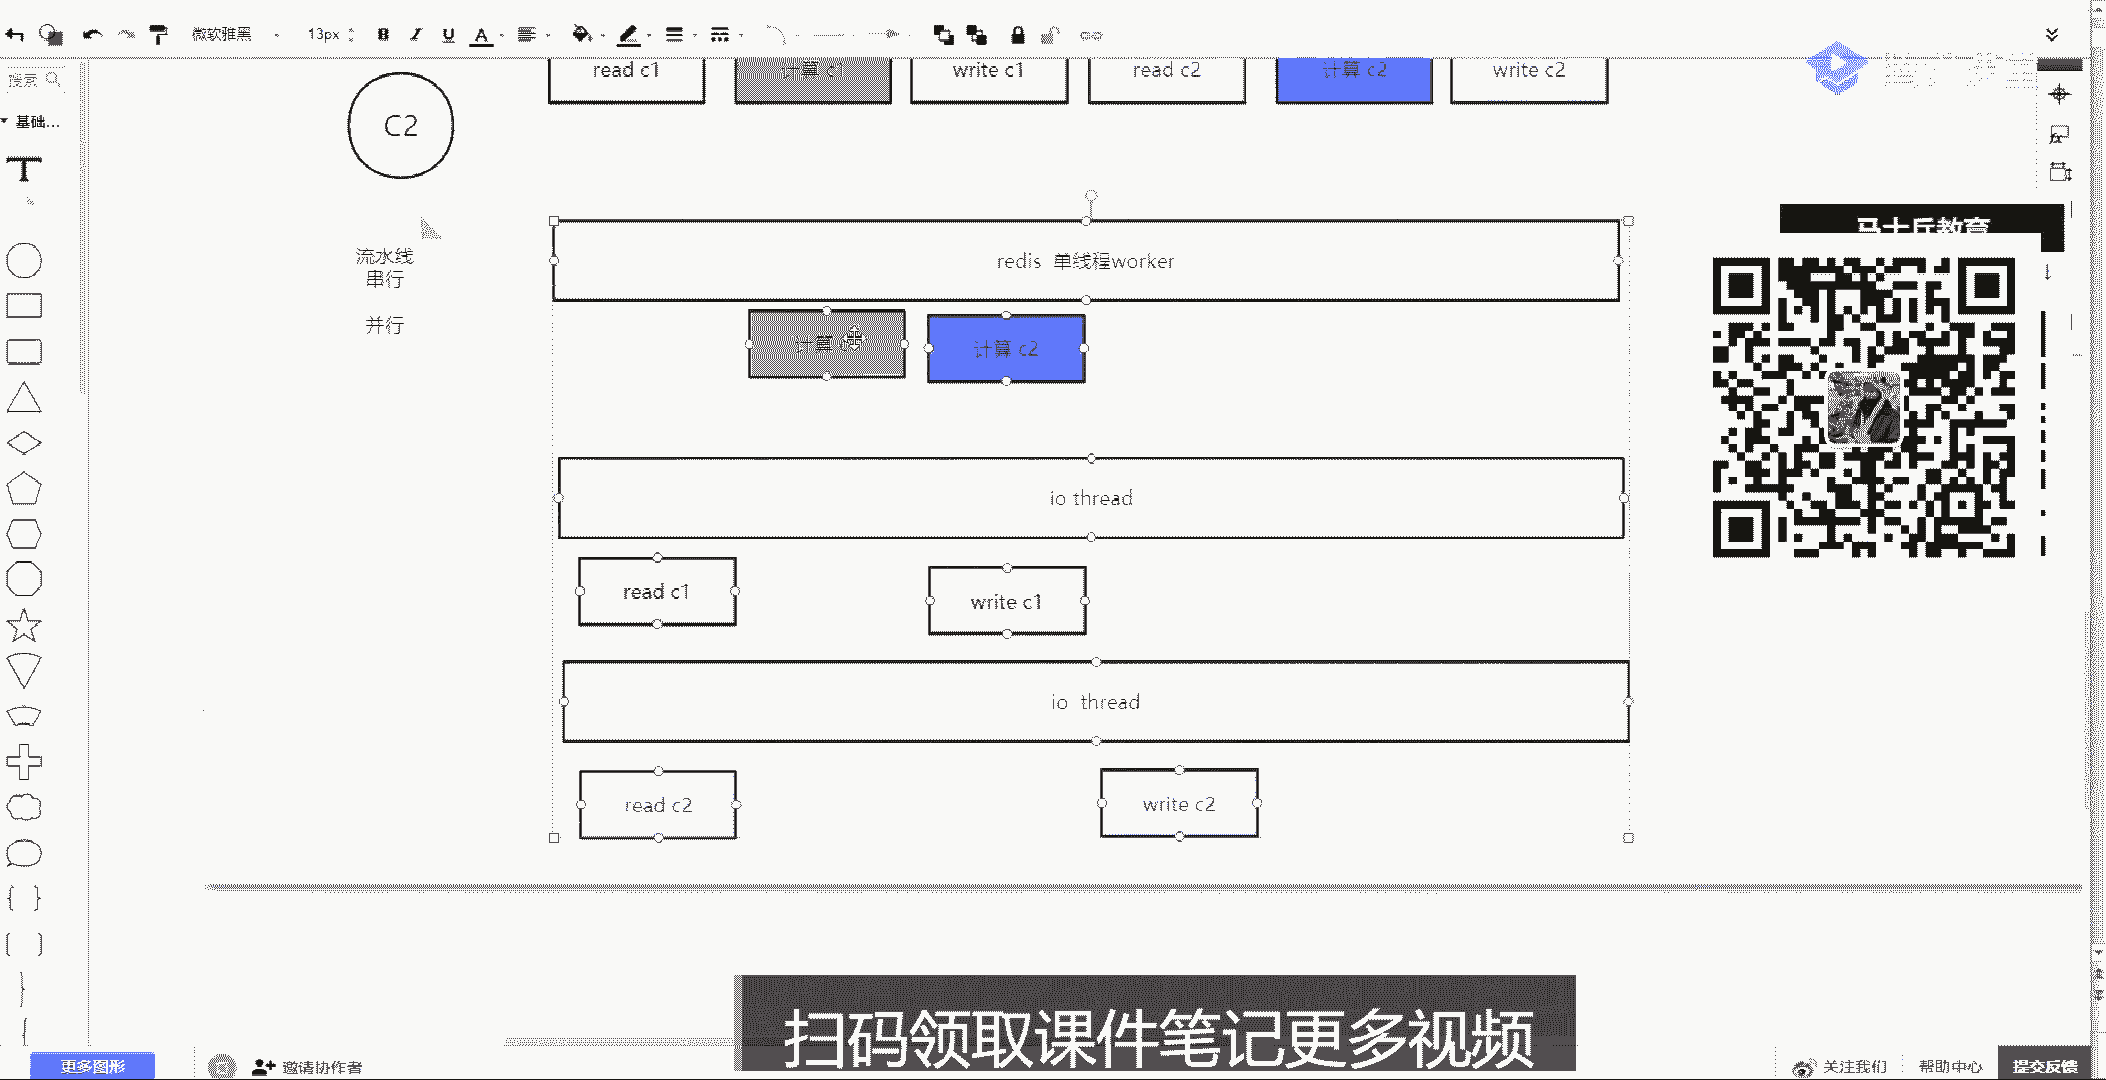 微软雅黑
13px
B I U A
搜索
基础...
T
read c1
计算 c1
write c1
read c2
计算 c2
write c2
C2
流水线
串行
并行
redis 单线程worker
计算
计算 c2
io thread
read c1
write c1
io thread
read c2
write c2
马士兵教育
扫码领取课件笔记更多视频
更多图形
邀请协作者
关注我们
帮助中心
提交反馈